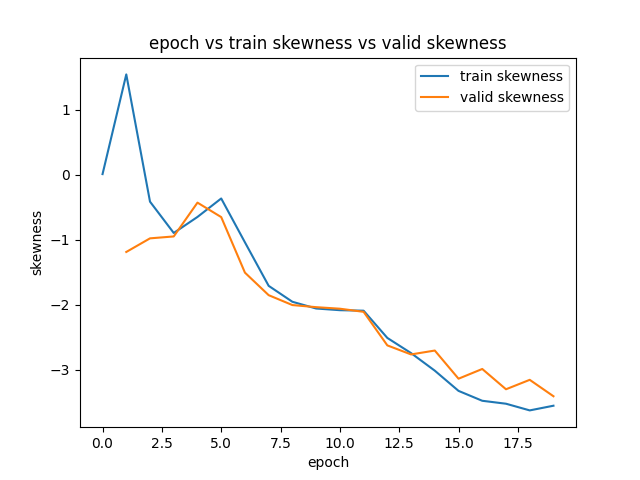 epoch vs train skewness vs valid skewness
train skewness
valid skewness
1
0
−1
−2
−3
skewness
0.0 2.5 5.0 7.5 10.0 12.5 15.0 17.5
epoch